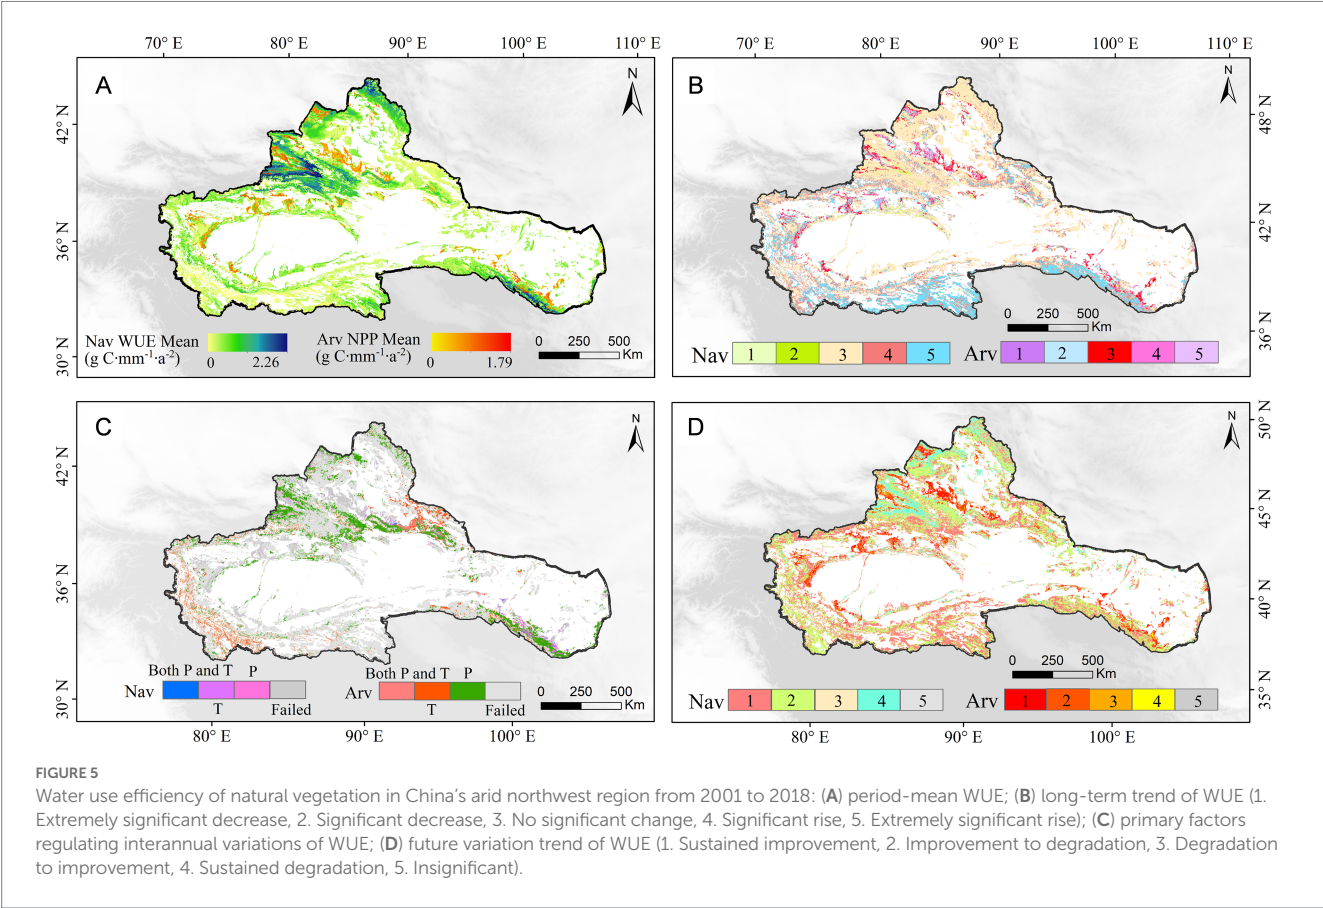 70° E 80° E 90° E 100° E 110° E
70° E 80° E 90° E 100° E 110° E
A
N
42° N
36° N
30° N
Nav WUE Mean
(g C·mm⁻¹·a⁻²)
0 2.26
Arv NPP Mean
(g C·mm⁻¹·a⁻²)
0 1.79
0 250 500
Km
B
N
48° N
42° N
36° N
0 250 500
Km
Nav 1 2 3 4 5
Arv 1 2 3 4 5
C
N
42° N
36° N
30° N
Both P and T P
Nav
T Failed
Both P and T P
Arv
T Failed
0 250 500
Km
D
N
50° N
45° N
40° N
35° N
0 250 500
Km
Nav 1 2 3 4 5
Arv 1 2 3 4 5
80° E 90° E 100° E
80° E 90° E 100° E
FIGURE 5
Water use efficiency of natural vegetation in China's arid northwest region from 2001 to 2018: (A) period-mean WUE; (B) long-term trend of WUE (1.
Extremely significant decrease, 2. Significant decrease, 3. No significant change, 4. Significant rise, 5. Extremely significant rise); (C) primary factors
regulating interannual variations of WUE; (D) future variation trend of WUE (1. Sustained improvement, 2. Improvement to degradation, 3. Degradation
to improvement, 4. Sustained degradation, 5. Insignificant).